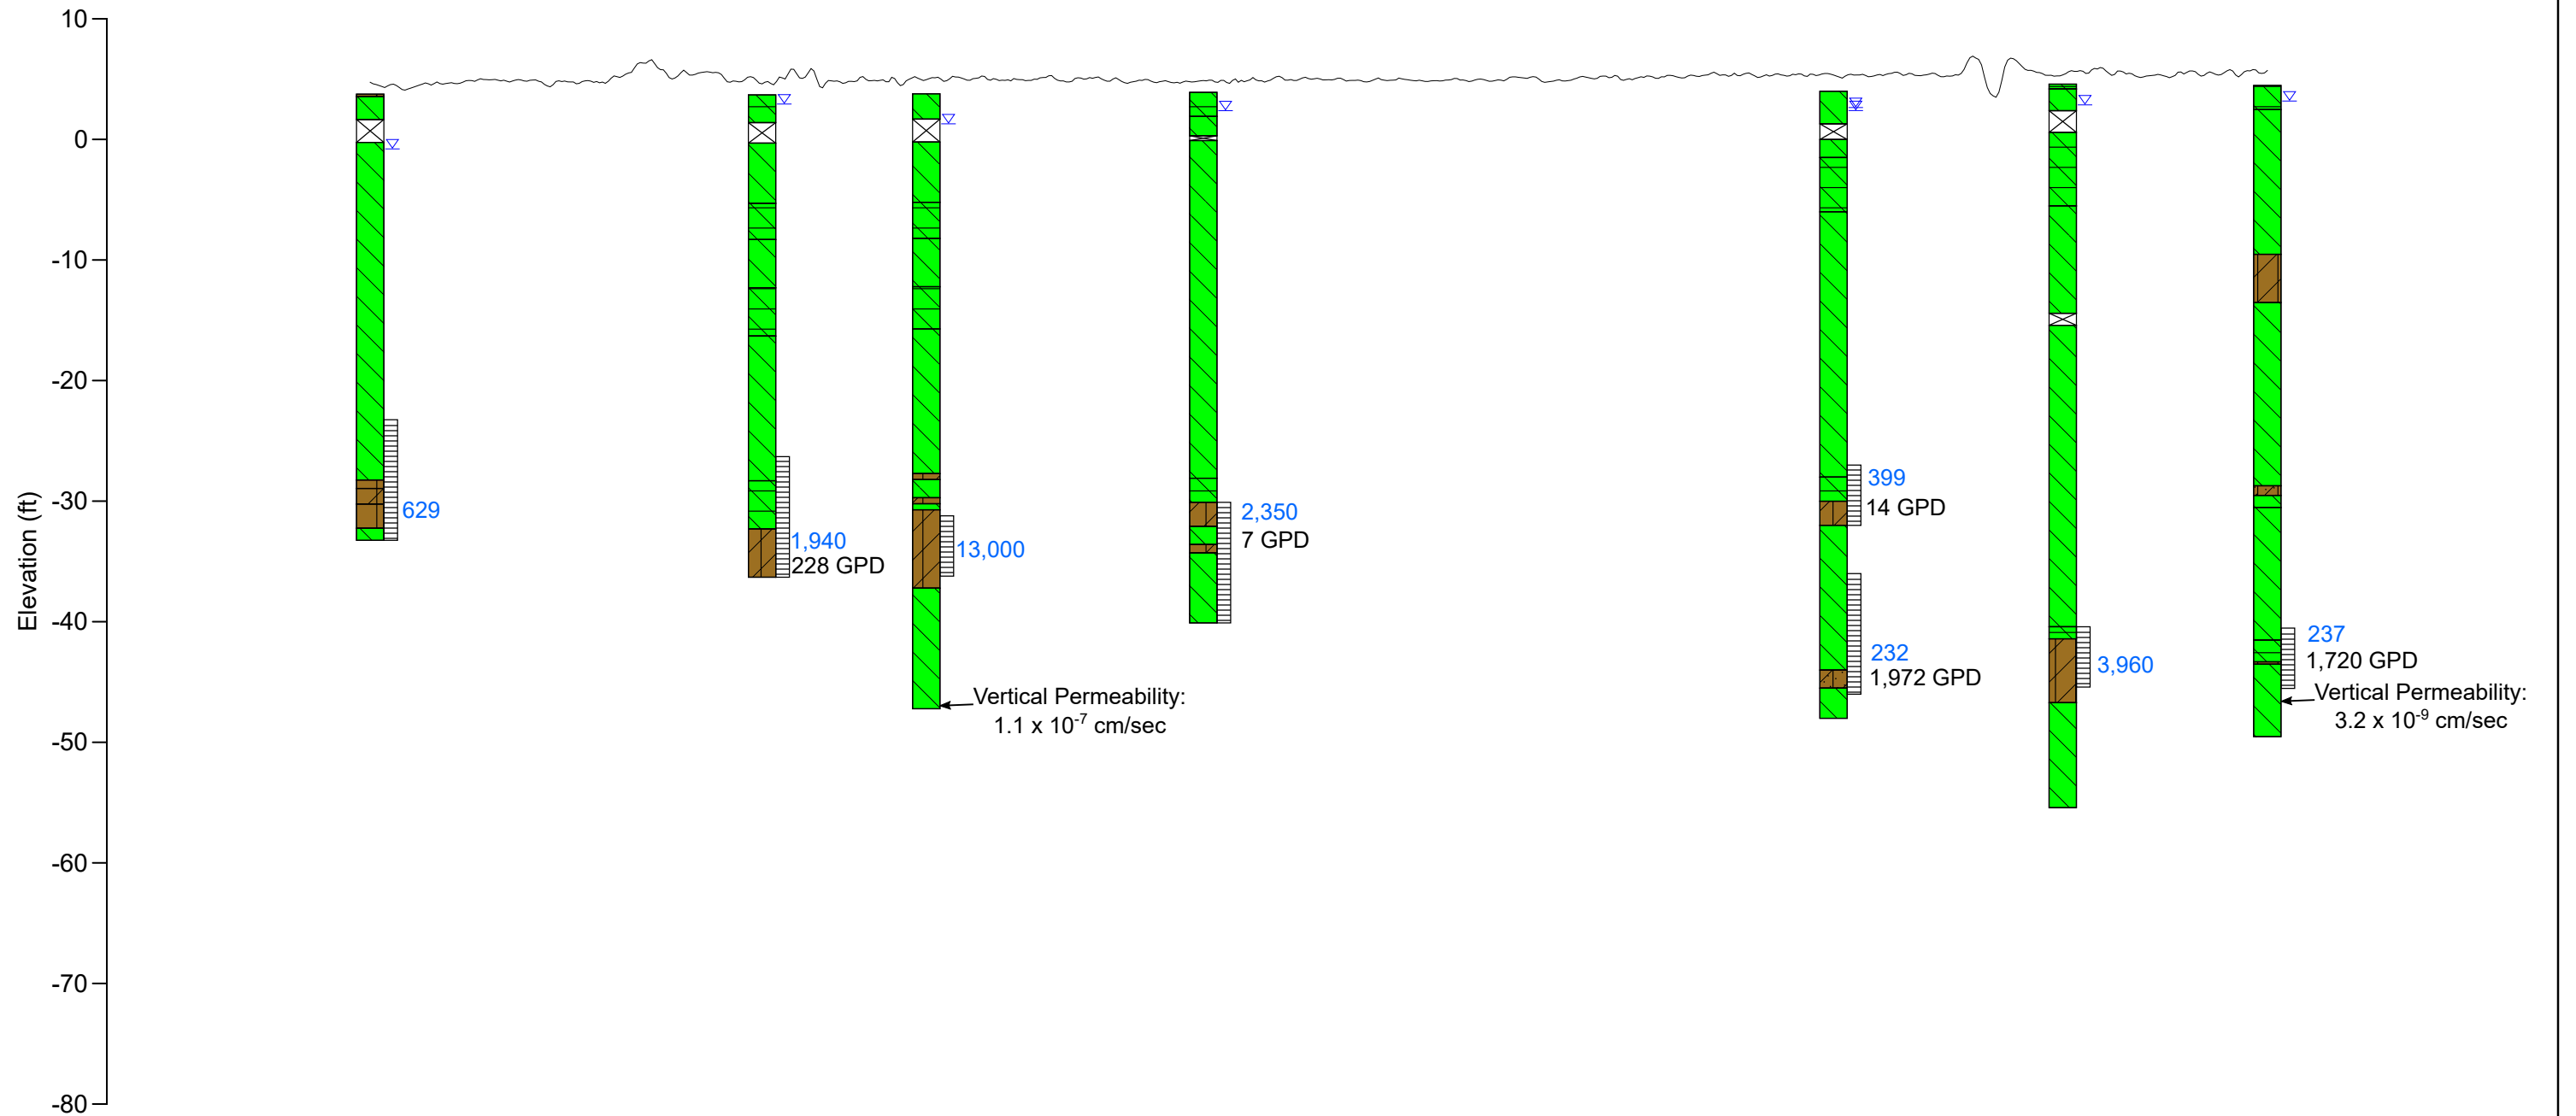 10
0
-10
-20
-30
-40
-50
-60
-70
-80
Elevation (ft)
629
1,940
228 GPD
13,000
Vertical Permeability:
1.1 x 10⁻⁷ cm/sec
2,350
7 GPD
399
14 GPD
232
1,972 GPD
3,960
237
1,720 GPD
Vertical Permeability:
3.2 x 10⁻⁹ cm/sec